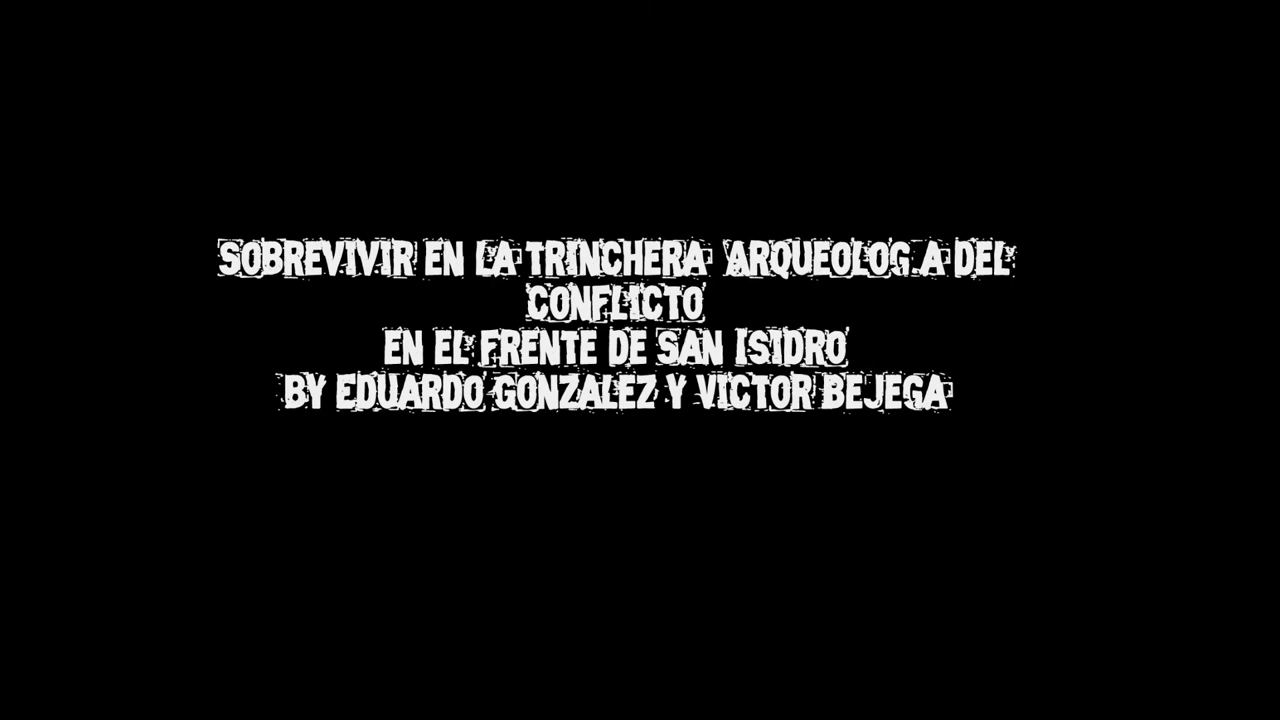 SOBREVIVIR EN LA TRINCHERA ARQUEOLOG.A DEL
CONFLICTO
EN EL FRENTE DE SAN ISIDRO
BY EDUARDO GONZALEZ Y VICTOR BEJEGA